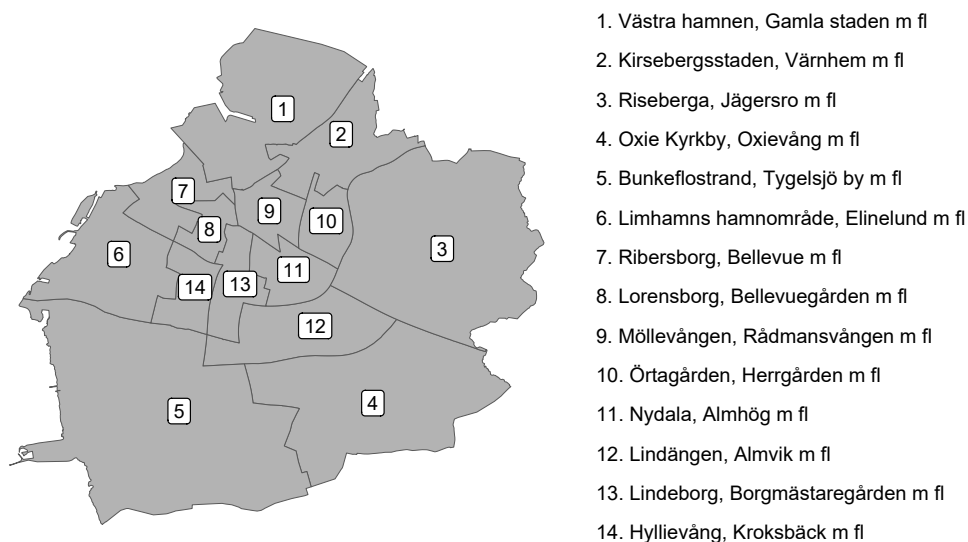 1
2
3
4
5
6
7
8
9
10
11
12
13
14
1. Västra hamnen, Gamla staden m fl
2. Kirsebergsstaden, Värnhem m fl
3. Riseberga, Jägersro m fl
4. Oxie Kyrkby, Oxievång m fl
5. Bunkeflostrand, Tygelsjö by m fl
6. Limhamns hamnområde, Elinelund m fl
7. Ribersborg, Bellevue m fl
8. Lorensborg, Bellevuegården m fl
9. Möllevången, Rådmansvången m fl
10. Örtagården, Herrgården m fl
11. Nydala, Almhög m fl
12. Lindängen, Almvik m fl
13. Lindeborg, Borgmästaregården m fl
14. Hyllievång, Kroksbäck m fl